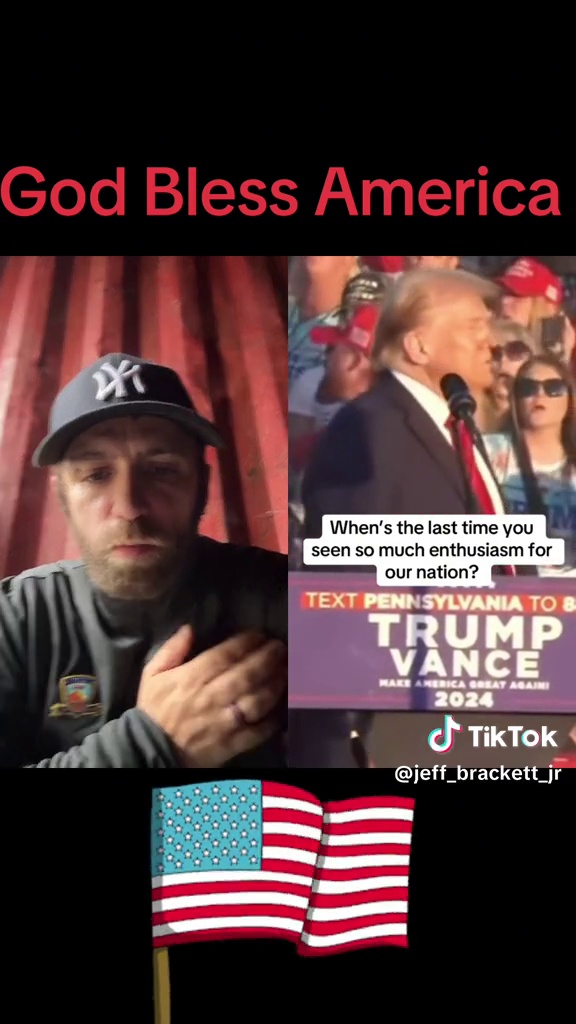 God Bless America
When's the last time you
seen so much enthusiasm for
our nation?
TEXT PENNSYLVANIA TO 8
TRUMP
VANCE
MAKE AMERICA GREAT AGAIN!
2024
TikTok
@jeff_brackett_jr